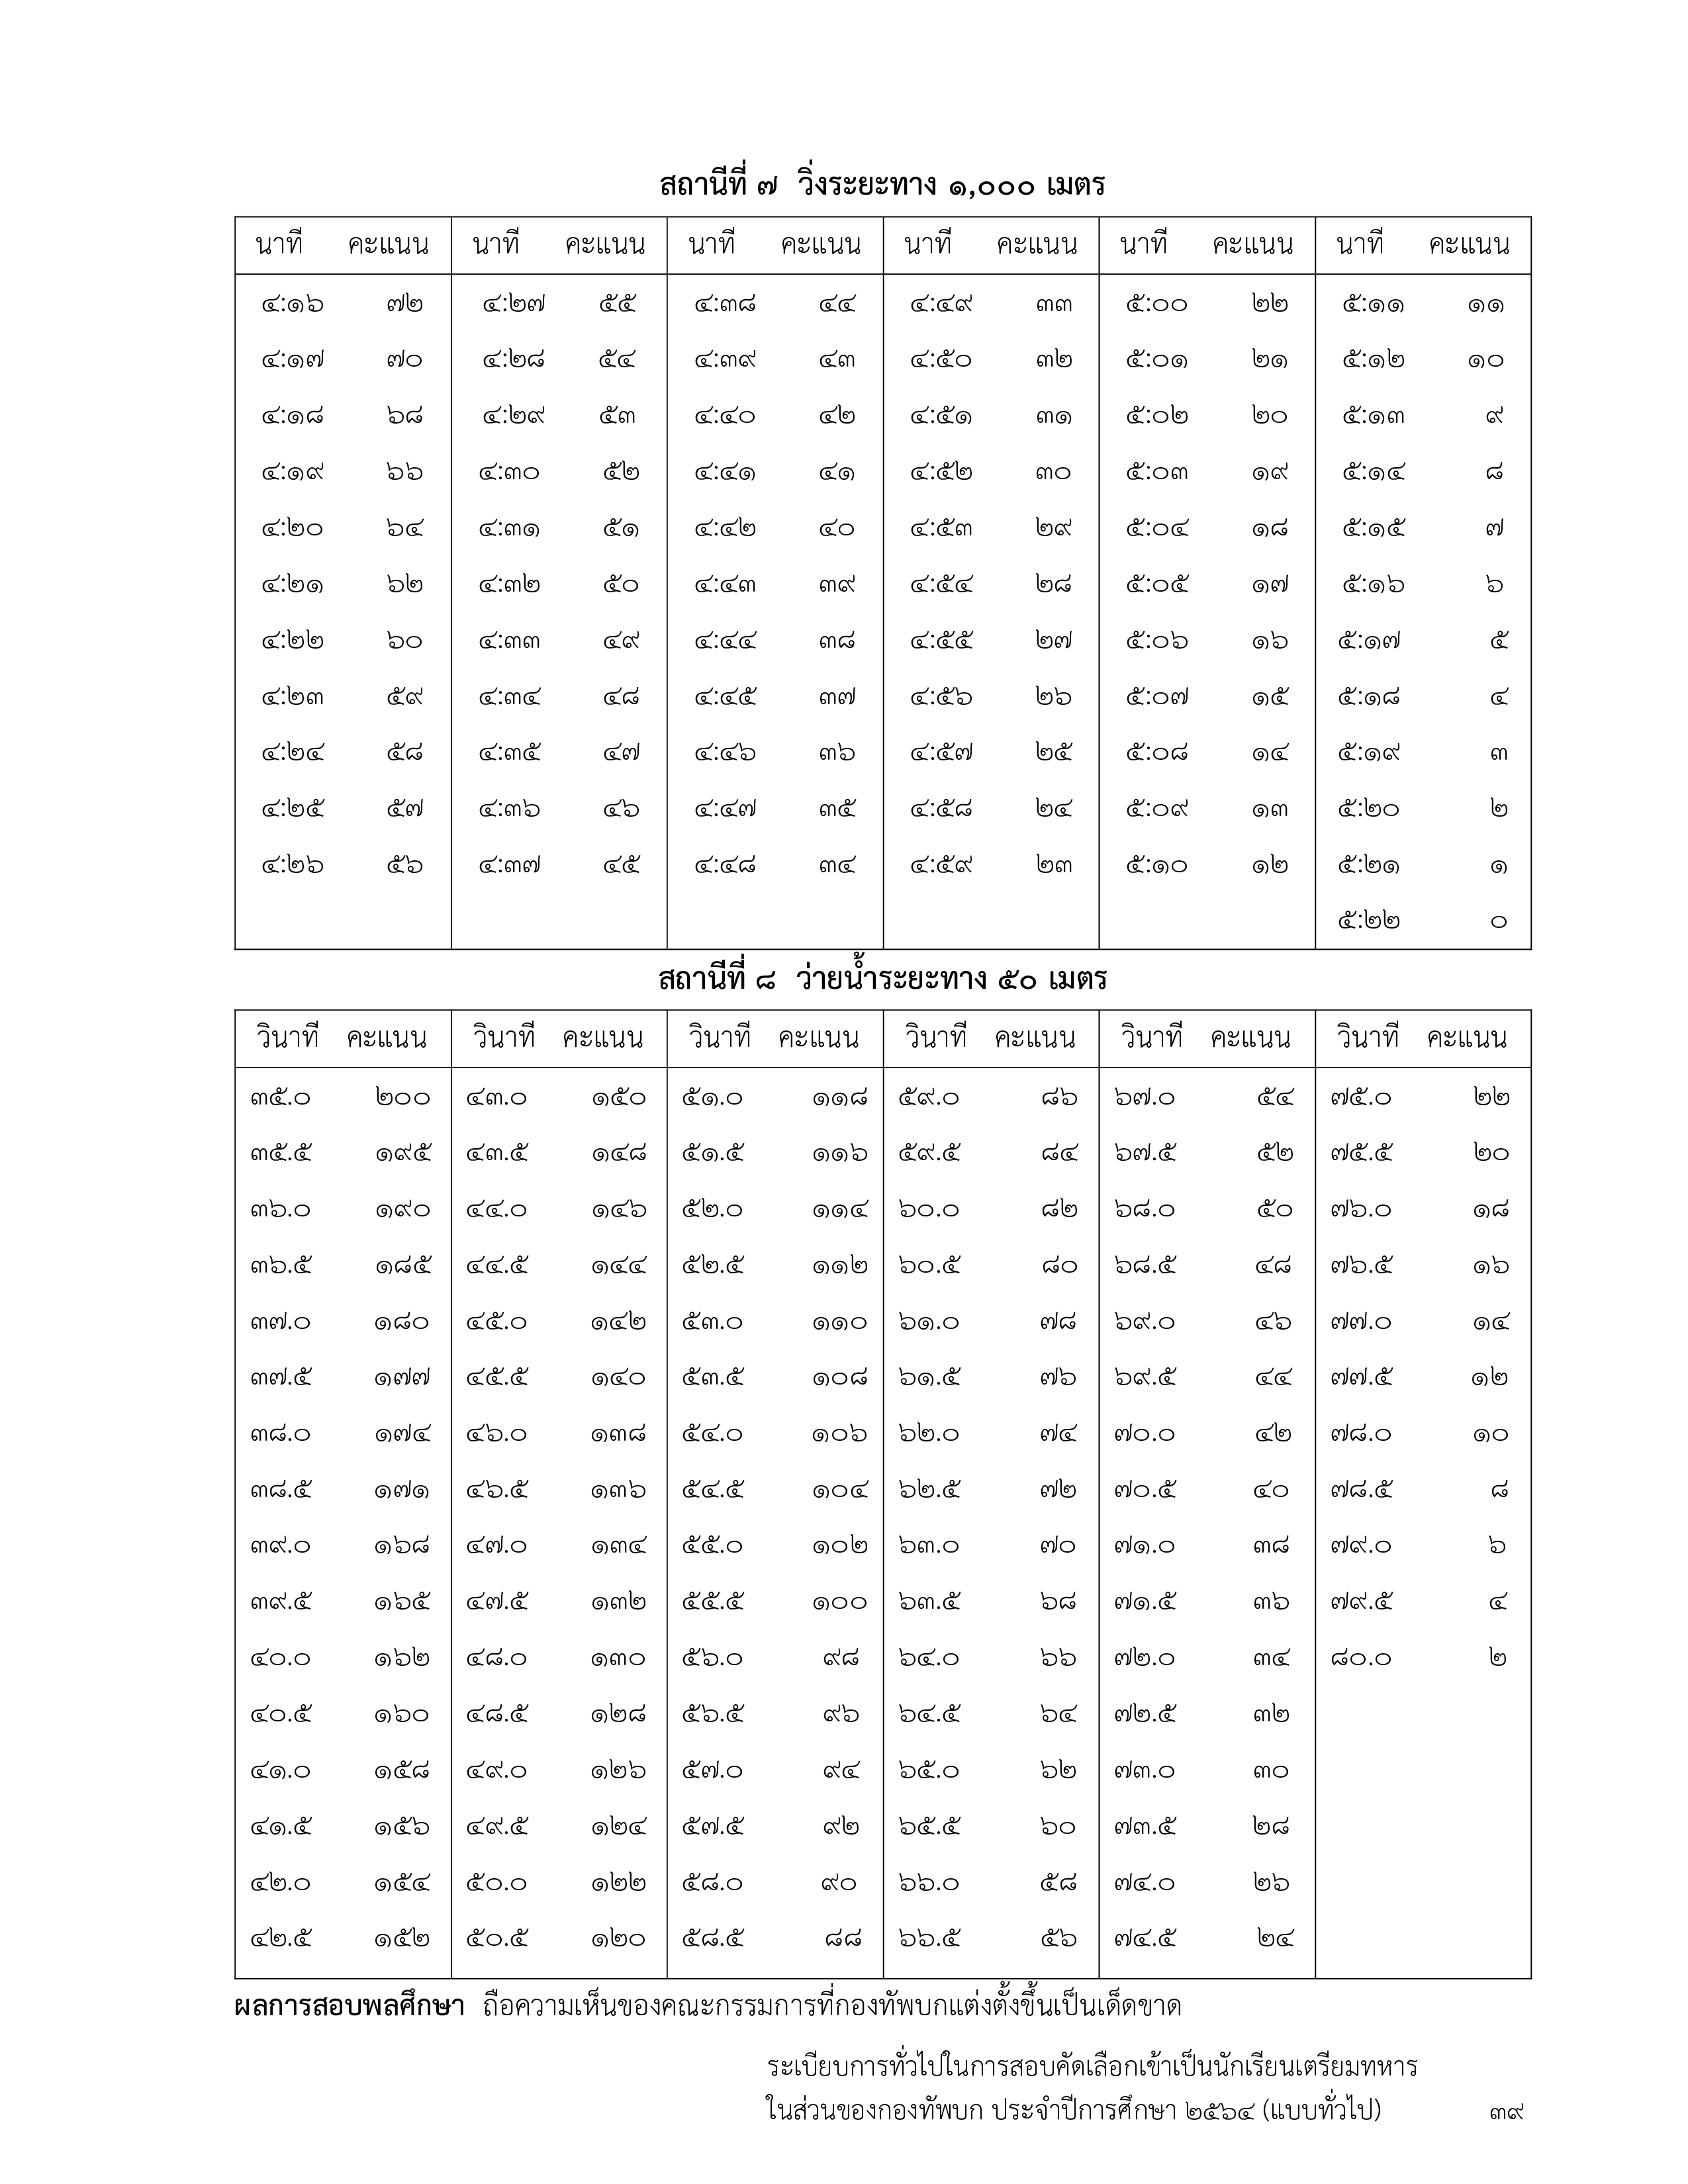 สถานีที่ ๗ วิ่งระยะทาง ๑,๐๐๐ เมตร
นาที คะแนน นาที คะแนน นาที คะแนน นาที คะแนน นาที คะแนน นาที คะแนน
๔:๑๖ ๗๒ ๔:๒๗ ๕๕ ๔:๓๘ ๔๔ ๔:๔๙ ๓๓ ๕:๐๐ ๒๒ ๕:๑๑ ๑๑
๔:๑๗ ๗๐ ๔:๒๘ ๕๔ ๔:๓๙ ๔๓ ๔:๕๐ ๓๒ ๕:๐๑ ๒๑ ๕:๑๒ ๑๐
๔:๑๘ ๖๘ ๔:๒๙ ๕๓ ๔:๔๐ ๔๒ ๔:๕๑ ๓๑ ๕:๐๒ ๒๐ ๕:๑๓ ๙
๔:๑๙ ๖๖ ๔:๓๐ ๕๒ ๔:๔๑ ๔๑ ๔:๕๒ ๓๐ ๕:๐๓ ๑๙ ๕:๑๔ ๘
๔:๒๐ ๖๔ ๔:๓๑ ๕๑ ๔:๔๒ ๔๐ ๔:๕๓ ๒๙ ๕:๐๔ ๑๘ ๕:๑๕ ๗
๔:๒๑ ๖๒ ๔:๓๒ ๕๐ ๔:๔๓ ๓๙ ๔:๕๔ ๒๘ ๕:๐๕ ๑๗ ๕:๑๖ ๖
๔:๒๒ ๖๐ ๔:๓๓ ๔๙ ๔:๔๔ ๓๘ ๔:๕๕ ๒๗ ๕:๐๖ ๑๖ ๕:๑๗ ๕
๔:๒๓ ๕๙ ๔:๓๔ ๔๘ ๔:๔๕ ๓๗ ๔:๕๖ ๒๖ ๕:๐๗ ๑๕ ๕:๑๘ ๔
๔:๒๔ ๕๘ ๔:๓๕ ๔๗ ๔:๔๖ ๓๖ ๔:๕๗ ๒๕ ๕:๐๘ ๑๔ ๕:๑๙ ๓
๔:๒๕ ๕๗ ๔:๓๖ ๔๖ ๔:๔๗ ๓๕ ๔:๕๘ ๒๔ ๕:๐๙ ๑๓ ๕:๒๐ ๒
๔:๒๖ ๕๖ ๔:๓๗ ๔๕ ๔:๔๘ ๓๔ ๔:๕๙ ๒๓ ๕:๑๐ ๑๒ ๕:๒๑ ๑
๕:๒๒ ๐
สถานีที่ ๘ ว่ายน้ำระยะทาง ๕๐ เมตร
วินาที คะแนน วินาที คะแนน วินาที คะแนน วินาที คะแนน วินาที คะแนน วินาที คะแนน
๓๕.๐ ๒๐๐ ๔๓.๐ ๑๕๐ ๕๑.๐ ๑๑๘ ๕๙.๐ ๘๖ ๖๗.๐ ๕๔ ๗๕.๐ ๒๒
๓๕.๕ ๑๙๕ ๔๓.๕ ๑๔๘ ๕๑.๕ ๑๑๖ ๕๙.๕ ๘๔ ๖๗.๕ ๕๒ ๗๕.๕ ๒๐
๓๖.๐ ๑๙๐ ๔๔.๐ ๑๔๖ ๕๒.๐ ๑๑๔ ๖๐.๐ ๘๒ ๖๘.๐ ๕๐ ๗๖.๐ ๑๘
๓๖.๕ ๑๘๕ ๔๔.๕ ๑๔๔ ๕๒.๕ ๑๑๒ ๖๐.๕ ๘๐ ๖๘.๕ ๔๘ ๗๖.๕ ๑๖
๓๗.๐ ๑๘๐ ๔๕.๐ ๑๔๒ ๕๓.๐ ๑๑๐ ๖๑.๐ ๗๘ ๖๙.๐ ๔๖ ๗๗.๐ ๑๔
๓๗.๕ ๑๗๗ ๔๕.๕ ๑๔๐ ๕๓.๕ ๑๐๘ ๖๑.๕ ๗๖ ๖๙.๕ ๔๔ ๗๗.๕ ๑๒
๓๘.๐ ๑๗๔ ๔๖.๐ ๑๓๘ ๕๔.๐ ๑๐๖ ๖๒.๐ ๗๔ ๗๐.๐ ๔๒ ๗๘.๐ ๑๐
๓๘.๕ ๑๗๑ ๔๖.๕ ๑๓๖ ๕๔.๕ ๑๐๔ ๖๒.๕ ๗๒ ๗๐.๕ ๔๐ ๗๘.๕ ๘
๓๙.๐ ๑๖๘ ๔๗.๐ ๑๓๔ ๕๕.๐ ๑๐๒ ๖๓.๐ ๗๐ ๗๑.๐ ๓๘ ๗๙.๐ ๖
๓๙.๕ ๑๖๕ ๔๗.๕ ๑๓๒ ๕๕.๕ ๑๐๐ ๖๓.๕ ๖๘ ๗๑.๕ ๓๖ ๗๙.๕ ๔
๔๐.๐ ๑๖๒ ๔๘.๐ ๑๓๐ ๕๖.๐ ๙๘ ๖๔.๐ ๖๖ ๗๒.๐ ๓๔ ๘๐.๐ ๒
๔๐.๕ ๑๖๐ ๔๘.๕ ๑๒๘ ๕๖.๕ ๙๖ ๖๔.๕ ๖๔ ๗๒.๕ ๓๒
๔๑.๐ ๑๕๘ ๔๙.๐ ๑๒๖ ๕๗.๐ ๙๔ ๖๕.๐ ๖๒ ๗๓.๐ ๓๐
๔๑.๕ ๑๕๖ ๔๙.๕ ๑๒๔ ๕๗.๕ ๙๒ ๖๕.๕ ๖๐ ๗๓.๕ ๒๘
๔๒.๐ ๑๕๔ ๕๐.๐ ๑๒๒ ๕๘.๐ ๙๐ ๖๖.๐ ๕๘ ๗๔.๐ ๒๖
๔๒.๕ ๑๕๒ ๕๐.๕ ๑๒๐ ๕๘.๕ ๘๘ ๖๖.๕ ๕๖ ๗๔.๕ ๒๔
ผลการสอบพลศึกษา ถือความเห็นของคณะกรรมการที่กองทัพบกแต่งตั้งขึ้นเป็นเด็ดขาด
ระเบียบการทั่วไปในการสอบคัดเลือกเข้าเป็นนักเรียนเตรียมทหาร
ในส่วนของกองทัพบก ประจำปีการศึกษา ๒๕๖๔ (แบบทั่วไป) ๓๙